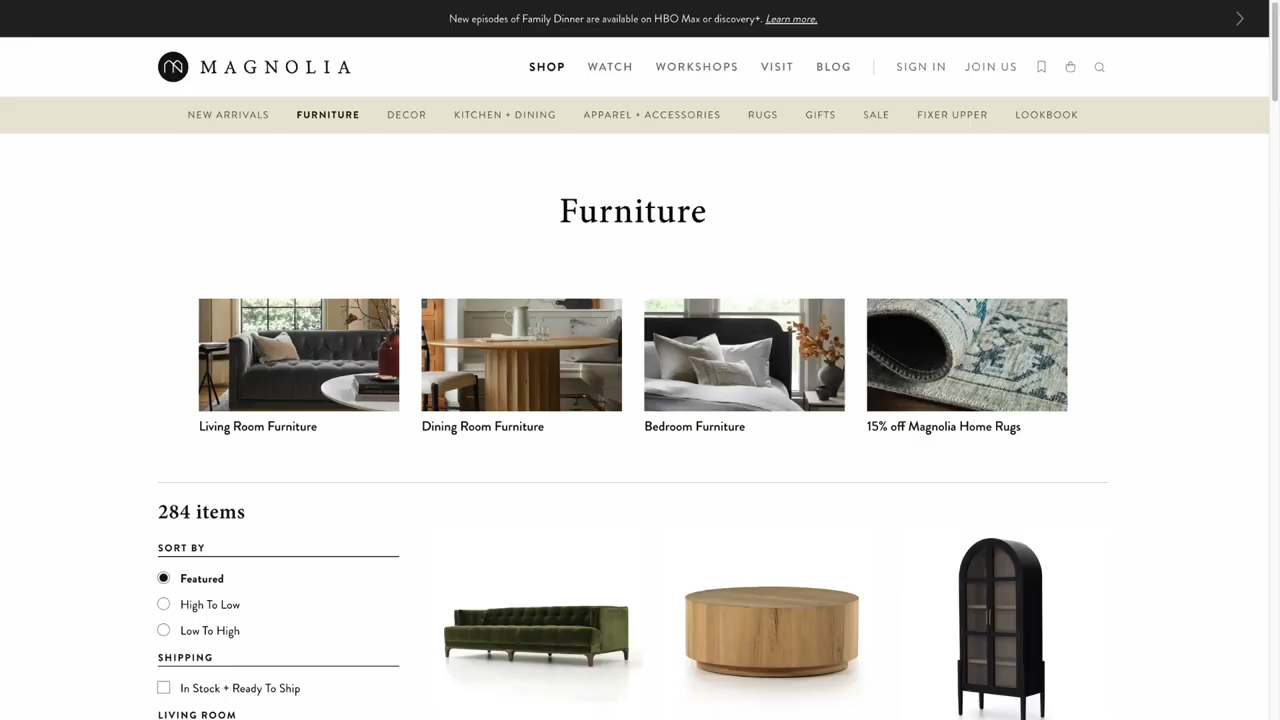 New episodes of Family Dinner are available on HBO Max or discovery+. Learn more.
MAGNOLIA
SHOP WATCH WORKSHOPS VISIT BLOG SIGN IN JOIN US
NEW ARRIVALS FURNITURE DECOR KITCHEN + DINING APPAREL + ACCESSORIES RUGS GIFTS SALE FIXER UPPER LOOKBOOK
Furniture
Living Room Furniture
Dining Room Furniture
Bedroom Furniture
15% off Magnolia Home Rugs
284 items
SORT BY
Featured
High To Low
Low To High
SHIPPING
In Stock + Ready To Ship
LIVING ROOM